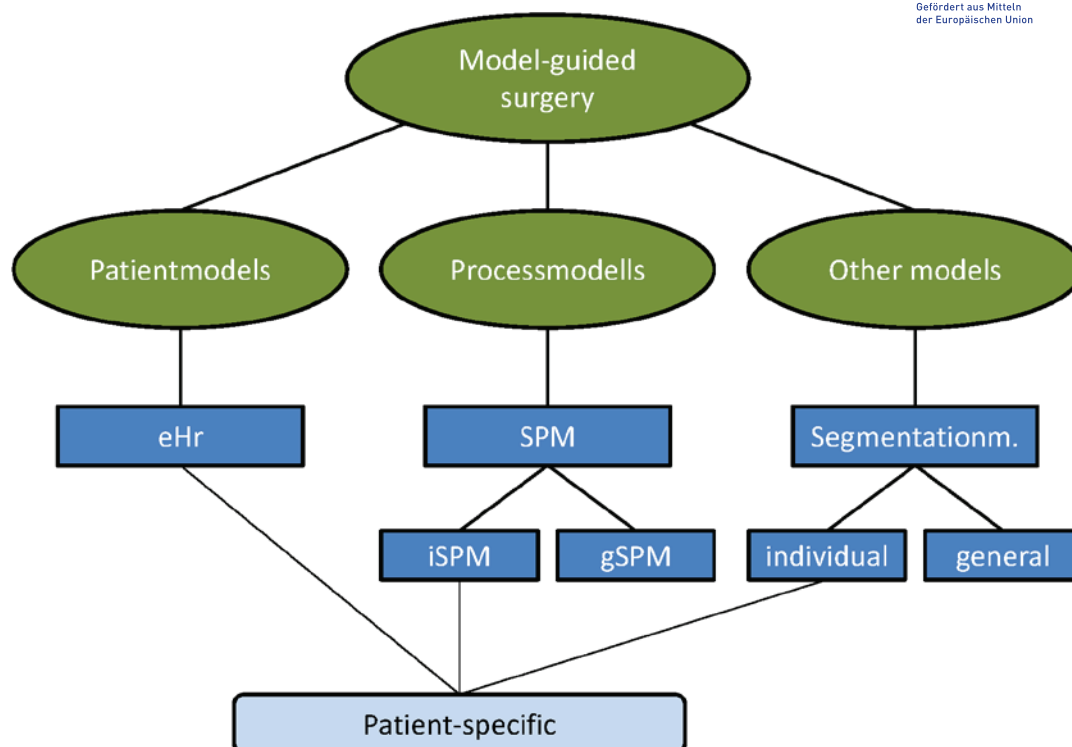 Gefördert aus Mitteln
der Europäischen Union
Model-guided
surgery
Patientmodels
Processmodells
Other models
eHr
SPM
Segmentationm.
iSPM
gSPM
individual
general
Patient-specific